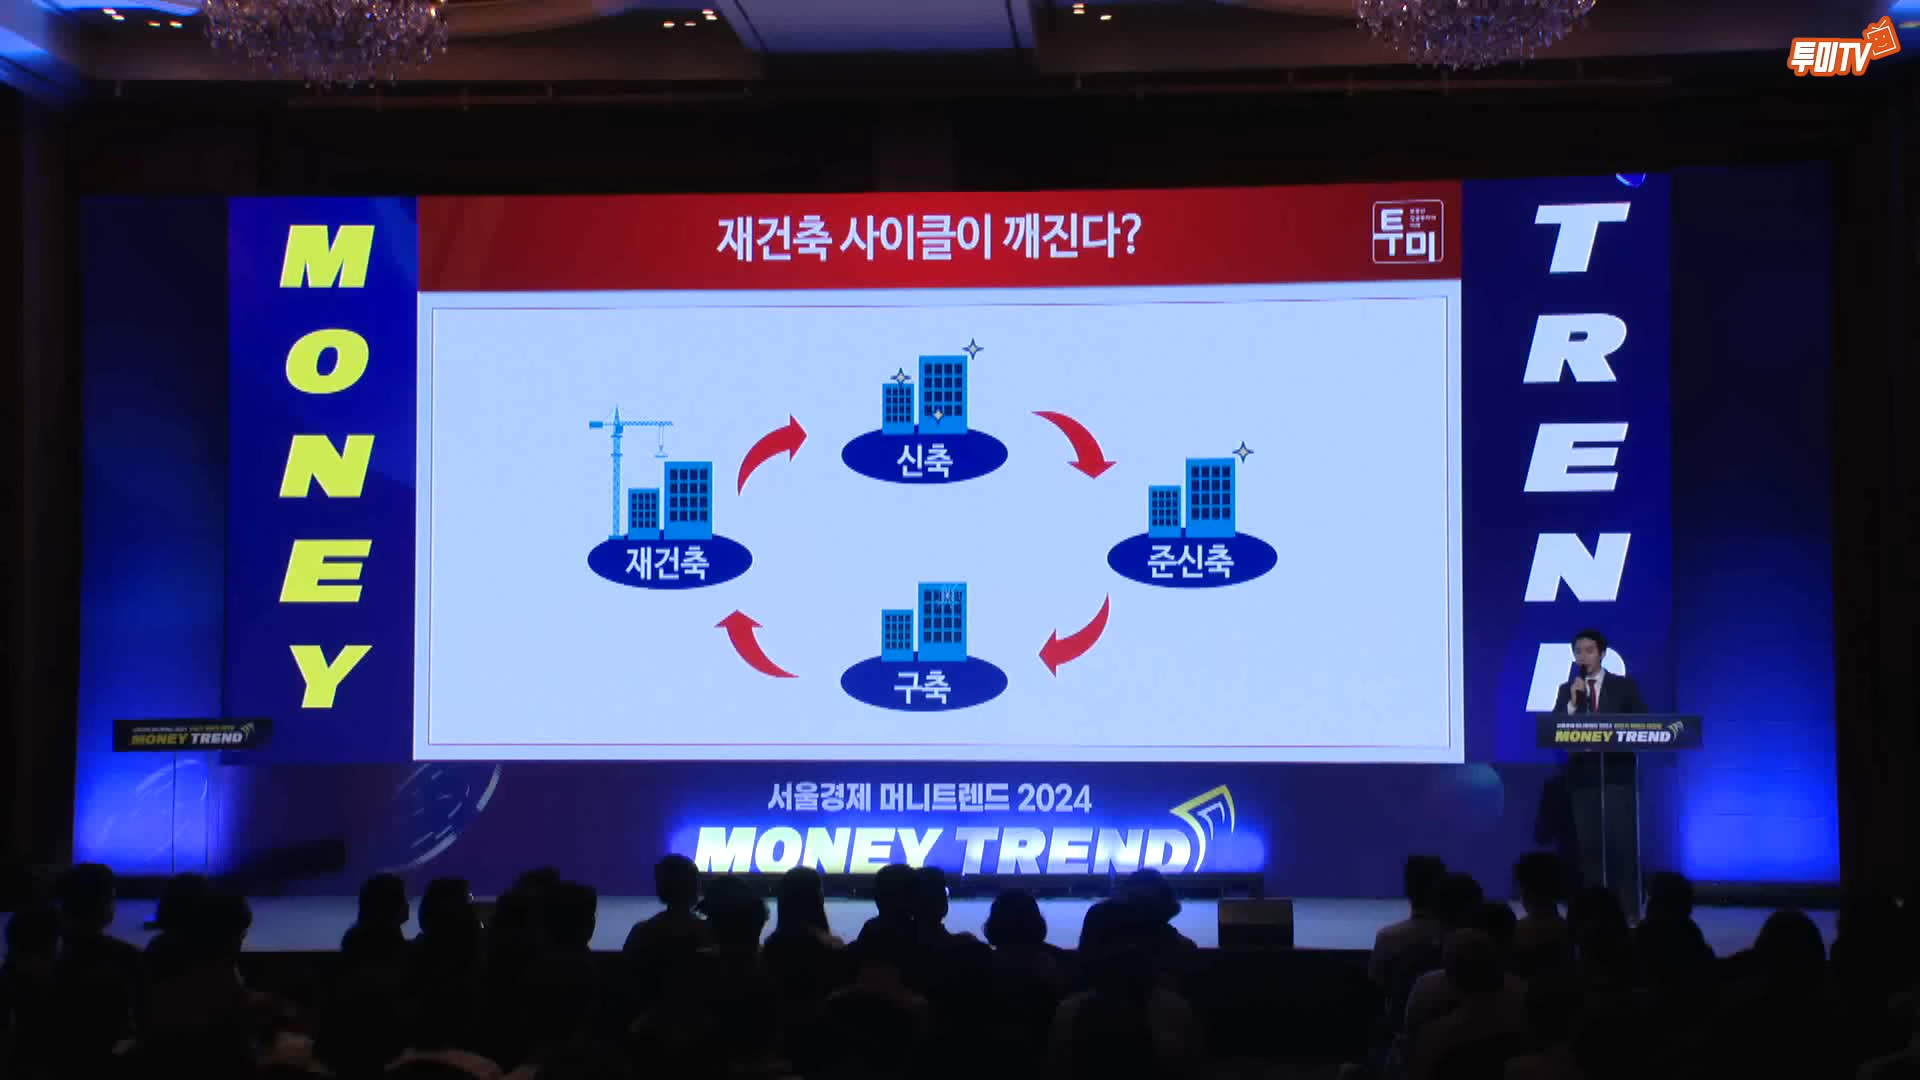 투미TV
재건축 사이클이 깨진다?
투미
MONEY
TREND
신축
재건축
준신축
구축
MONEY TREND
MONEY TREND
서울경제 머니트렌드 2024
MONEY TREND